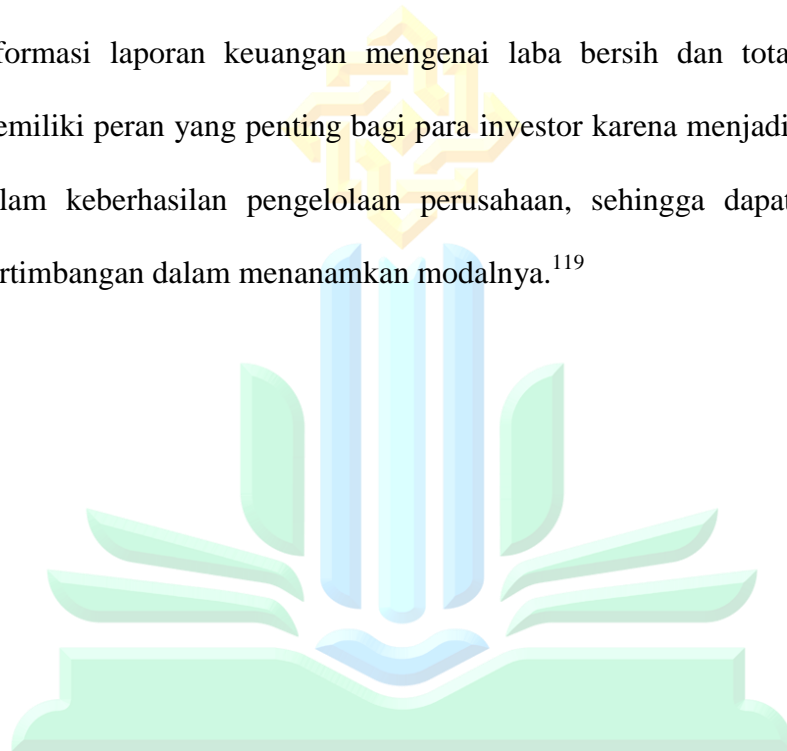 formasi laporan keuangan mengenai laba bersih dan tota
emiliki peran yang penting bagi para investor karena menjadi
lam keberhasilan pengelolaan perusahaan, sehingga dapat
rtimbangan dalam menanamkan modalnya.119